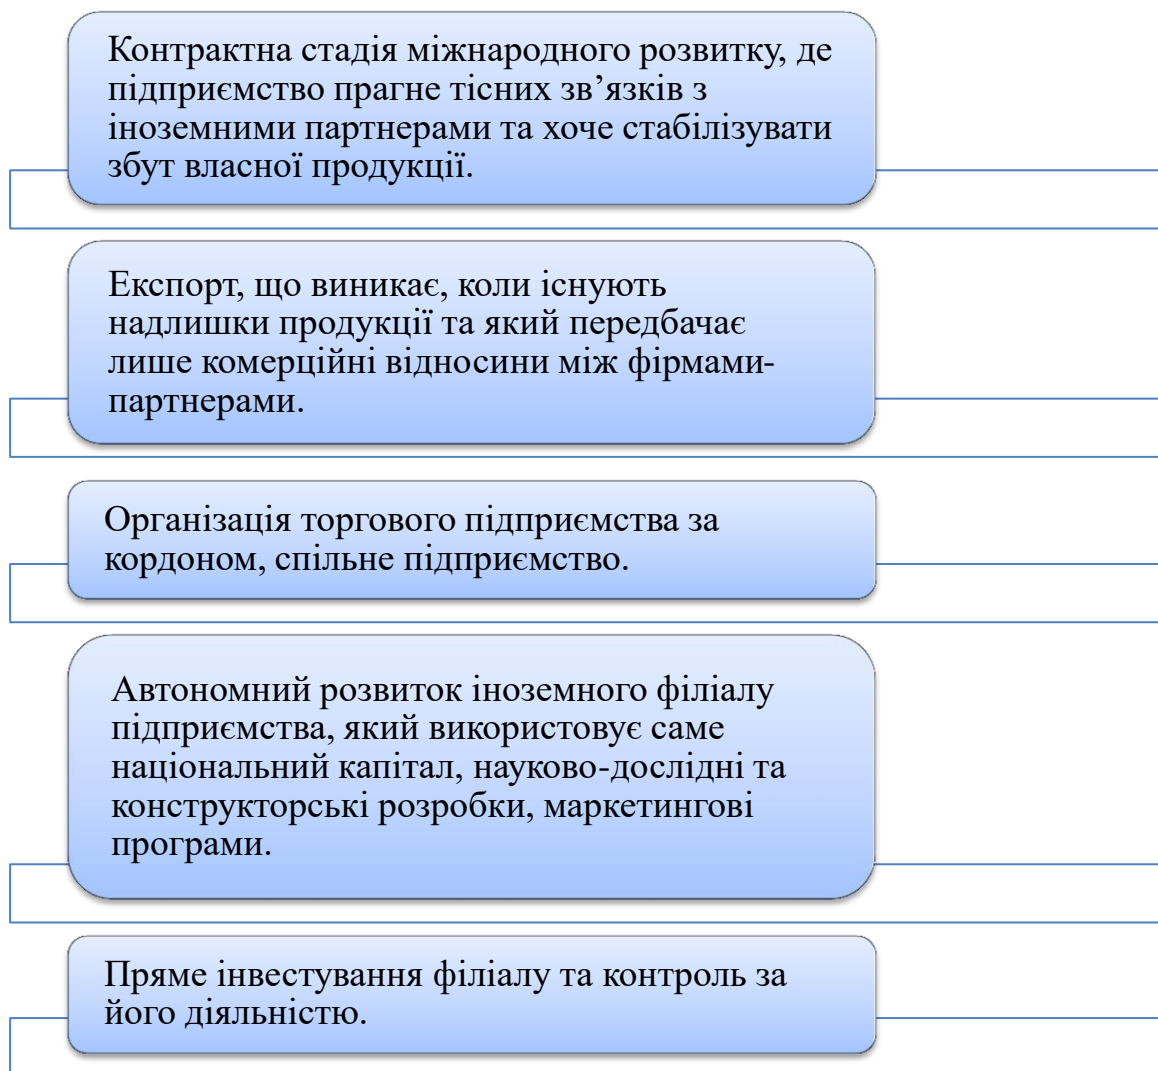 Контрактна стадія міжнародного розвитку, де
підприємство прагне тісних зв’язків з
іноземними партнерами та хоче стабілізувати
збут власної продукції.
Експорт, що виникає, коли існують
надлишки продукції та який передбачає
лише комерційні відносини між фірмами-
партнерами.
Організація торгового підприємства за
кордоном, спільне підприємство.
Автономний розвиток іноземного філіалу
підприємства, який використовує саме
національний капітал, науково-дослідні та
конструкторські розробки, маркетингові
програми.
Пряме інвестування філіалу та контроль за
його діяльністю.